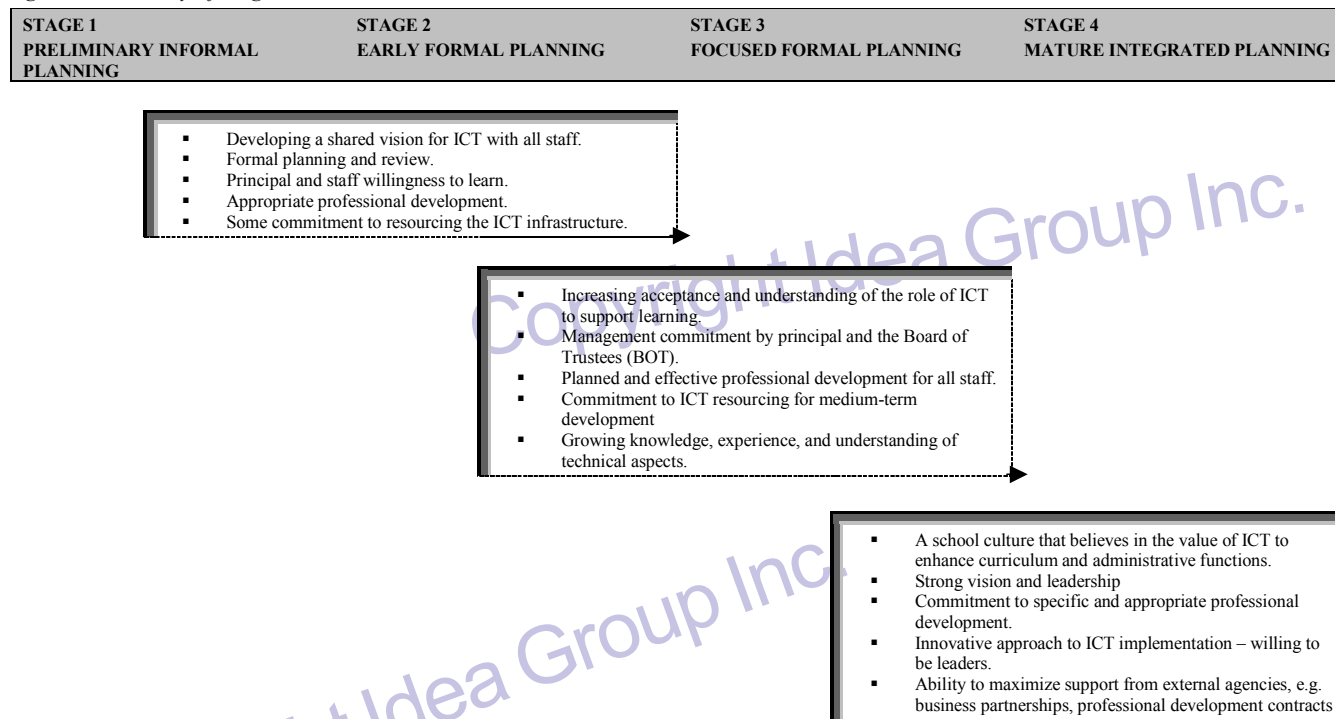 STAGE 1
PRELIMINARY INFORMAL
PLANNING
STAGE 2
EARLY FORMAL PLANNING
STAGE 3
FOCUSED FORMAL PLANNING
STAGE 4
MATURE INTEGRATED PLANNING
▪ Developing a shared vision for ICT with all staff.
▪ Formal planning and review.
▪ Principal and staff willingness to learn.
▪ Appropriate professional development.
▪ Some commitment to resourcing the ICT infrastructure.
Copyright Idea Group Inc.
▪ Increasing acceptance and understanding of the role of ICT
to support learning.
▪ Management commitment by principal and the Board of
Trustees (BOT).
▪ Planned and effective professional development for all staff.
▪ Commitment to ICT resourcing for medium-term
development
▪ Growing knowledge, experience, and understanding of
technical aspects.
▪ A school culture that believes in the value of ICT to
enhance curriculum and administrative functions.
▪ Strong vision and leadership
▪ Commitment to specific and appropriate professional
development.
▪ Innovative approach to ICT implementation – willing to
be leaders.
▪ Ability to maximize support from external agencies, e.g.
business partnerships, professional development contracts
Idea Group Inc.